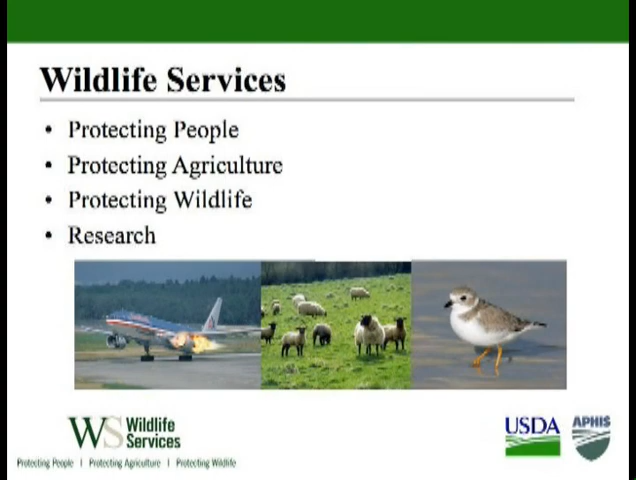 Wildlife Services
• Protecting People
• Protecting Agriculture
• Protecting Wildlife
• Research
WS Wildlife Services
Protecting People | Protecting Agriculture | Protecting Wildlife
USDA
APHIS